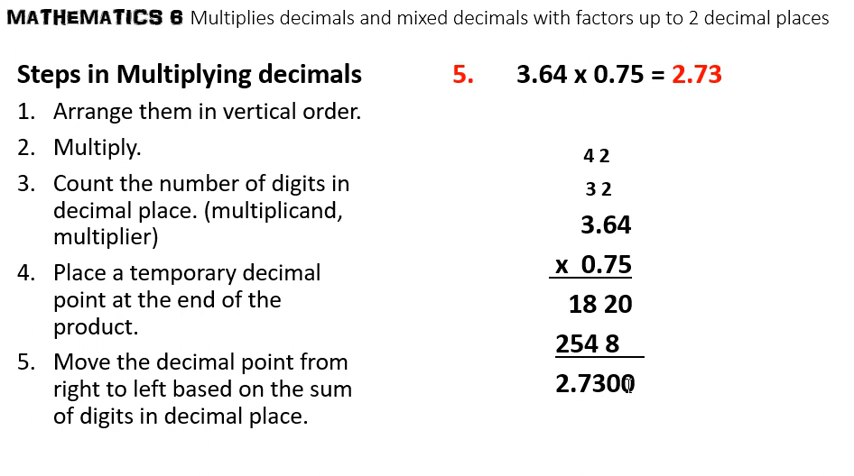 MATHEMATICS 6 Multiplies decimals and mixed decimals with factors up to 2 decimal places
Steps in Multiplying decimals
1. Arrange them in vertical order.
2. Multiply.
3. Count the number of digits in
decimal place. (multiplicand,
multiplier)
4. Place a temporary decimal
point at the end of the
product.
5. Move the decimal point from
right to left based on the sum
of digits in decimal place.
5. 3.64 x 0.75 = 2.73
4 2
3 2
3.64
x 0.75
18 20
254 8
2.7300